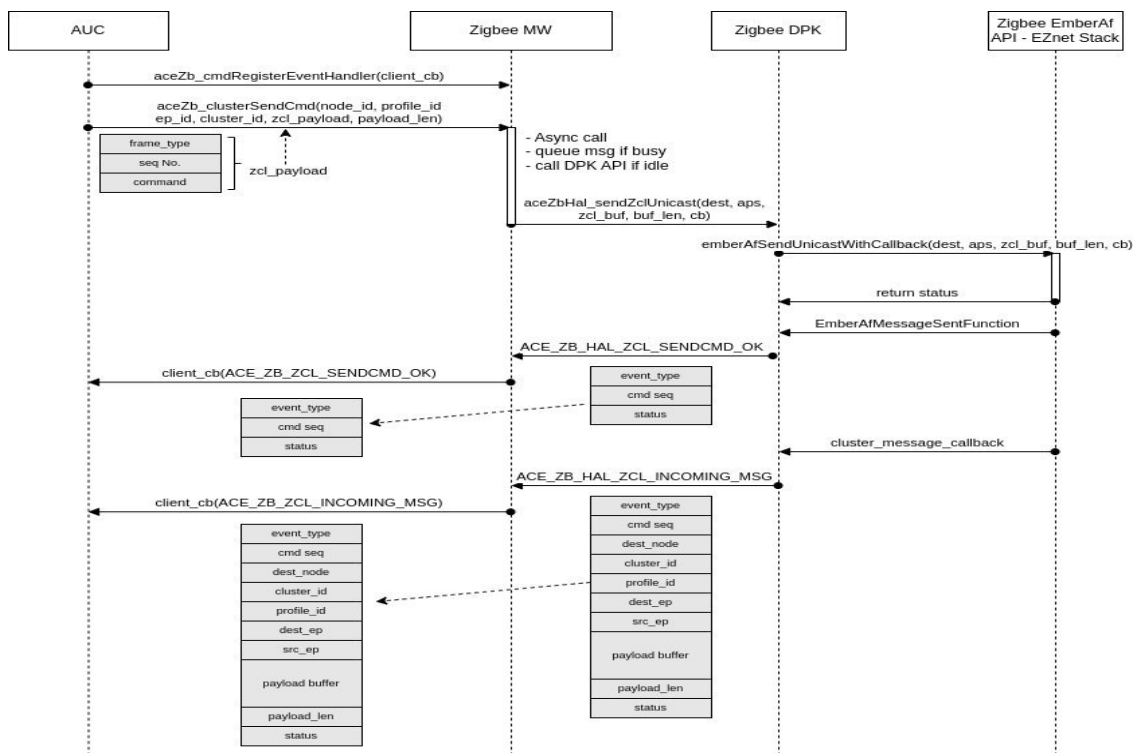 AUC
Zigbee MW
Zigbee DPK
Zigbee EmberAf
API - EZnet Stack
aceZb_cmdRegisterEventHandler(client_cb)
aceZb_clusterSendCmd(node_id, profile_id
ep_id, cluster_id, zcl_payload, payload_len)
frame_type
seq No.
command
zcl_payload
- Async call
- queue msg if busy
- call DPK API if idle
aceZbHal_sendZclUnicast(dest, aps,
zcl_buf, buf_len, cb)
emberAfSendUnicastWithCallback(dest, aps, zcl_buf, buf_len, cb)
return status
EmberAfMessageSentFunction
ACE_ZB_HAL_ZCL_SENDCMD_OK
client_cb(ACE_ZB_ZCL_SENDCMD_OK)
event_type
cmd seq
status
event_type
cmd seq
status
cluster_message_callback
ACE_ZB_HAL_ZCL_INCOMING_MSG
client_cb(ACE_ZB_ZCL_INCOMING_MSG)
event_type
cmd seq
dest_node
cluster_id
profile_id
dest_ep
src_ep
payload buffer
payload_len
status
event_type
cmd seq
dest_node
cluster_id
profile_id
dest_ep
src_ep
payload buffer
payload_len
status